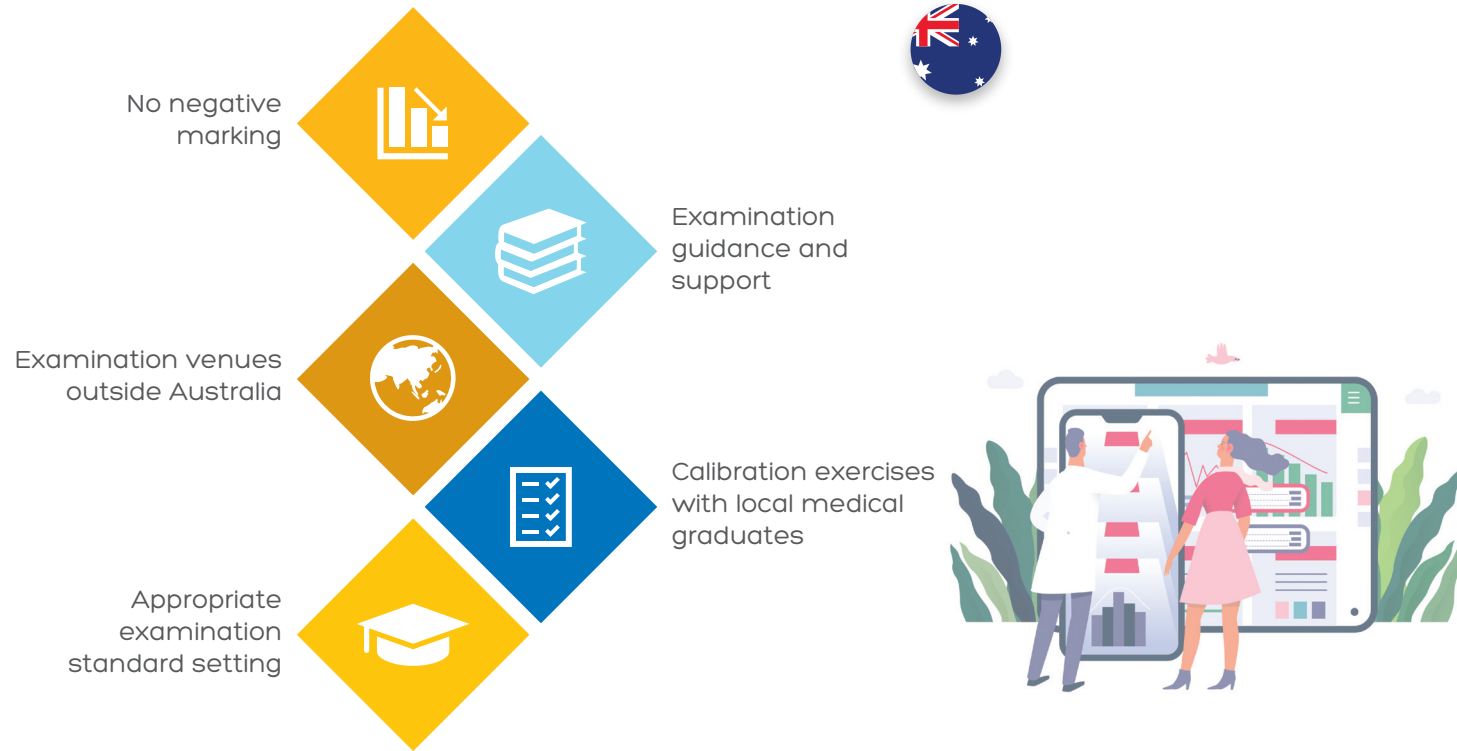 No negative
marking
Examination
guidance and
support
Examination venues
outside Australia
Calibration exercises
with local medical
graduates
Appropriate
examination
standard setting